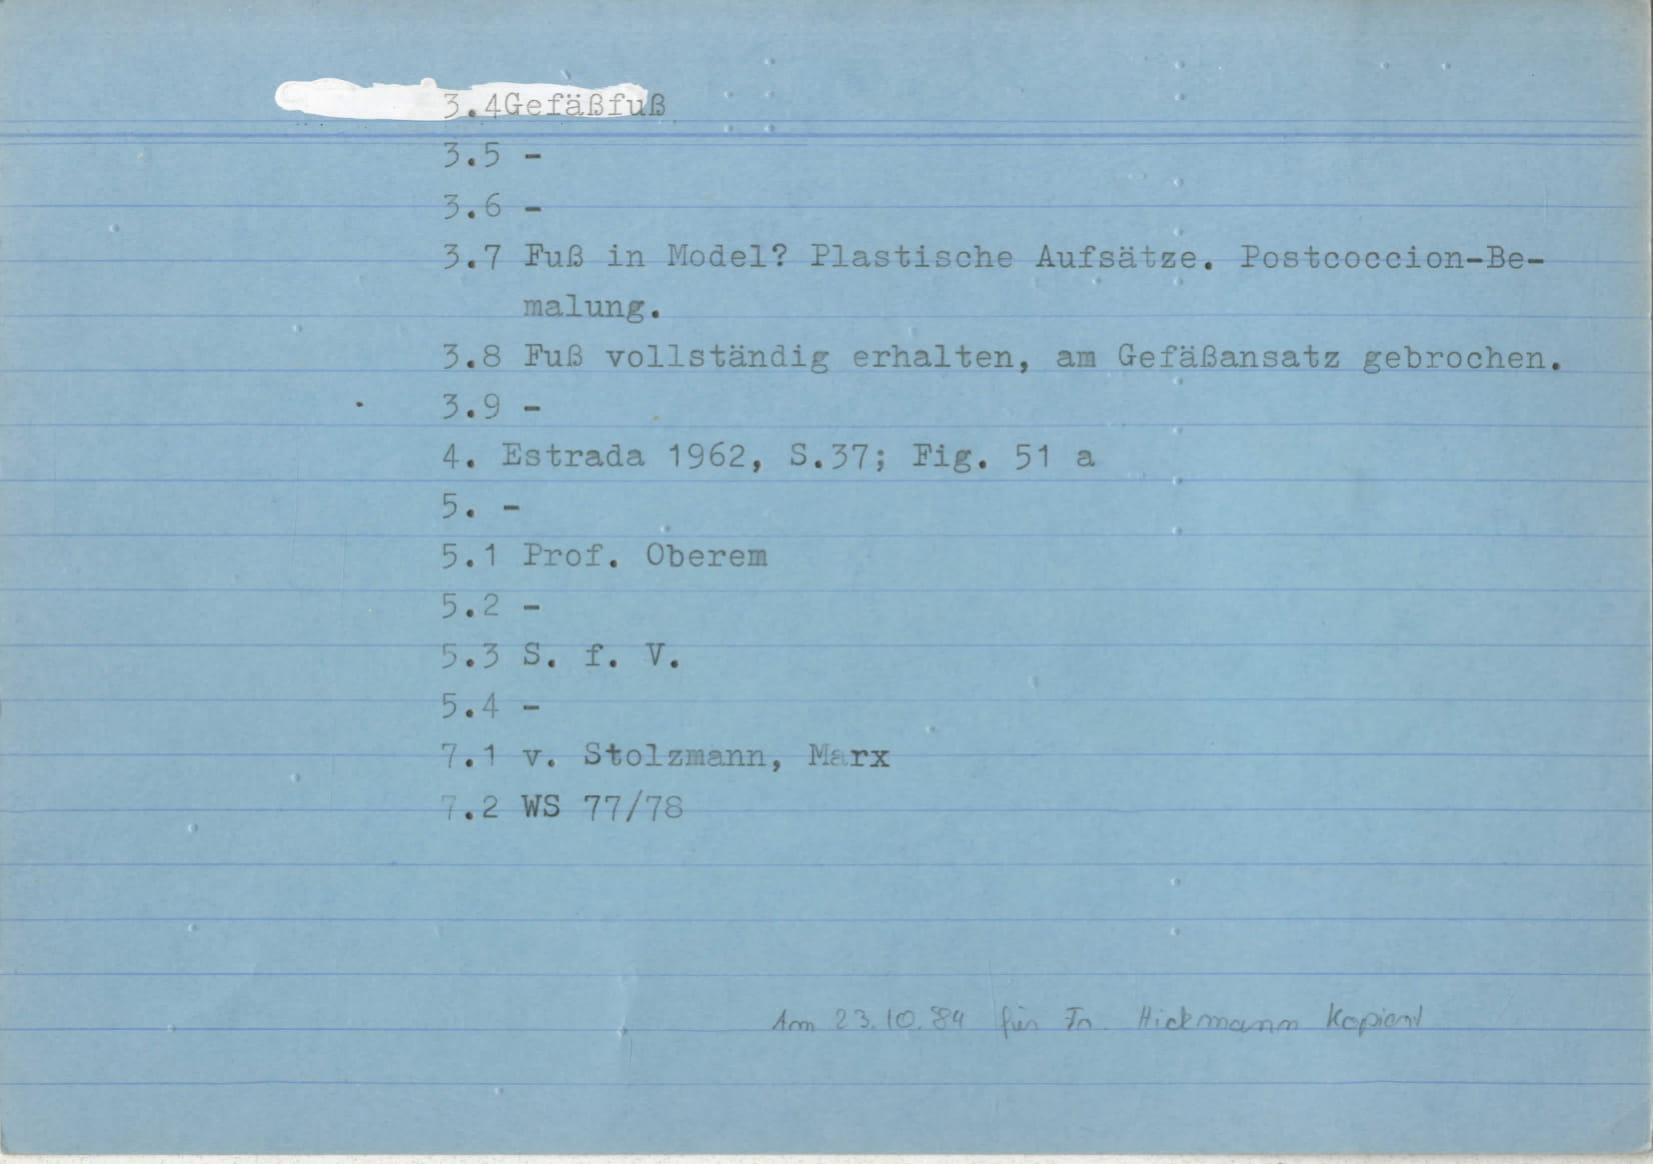 3.4Gefäßfuß
3.5 -
3.6 -
3.7 Fuß in Model? Plastische Aufsätze. Postcoccion-Be-
malung.
3.8 Fuß vollständig erhalten, am Gefäßansatz gebrochen.
3.9 -
4. Estrada 1962, S.37; Fig. 51 a
5. -
5.1 Prof. Oberem
5.2 -
5.3 S. f. V.
5.4 -
7.1 v. Stolzmann, Marx
7.2 WS 77/78
Am 23.10.84 für Fr. Hickmann kopiert